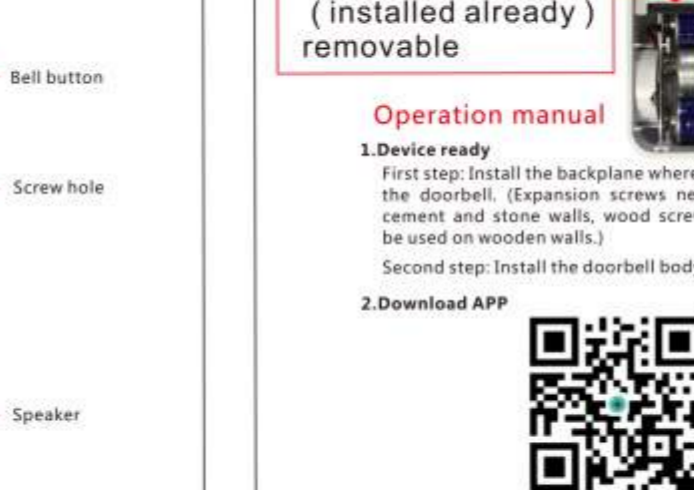 Bell button
Screw hole
Speaker
( installed already )
removable
Operation manual
1.Device ready
First step: Install the backplane where
the doorbell. (Expansion screws
cement and stone walls, wood
be used on wooden walls.)
Second step: Install the doorbell body
2.Download APP